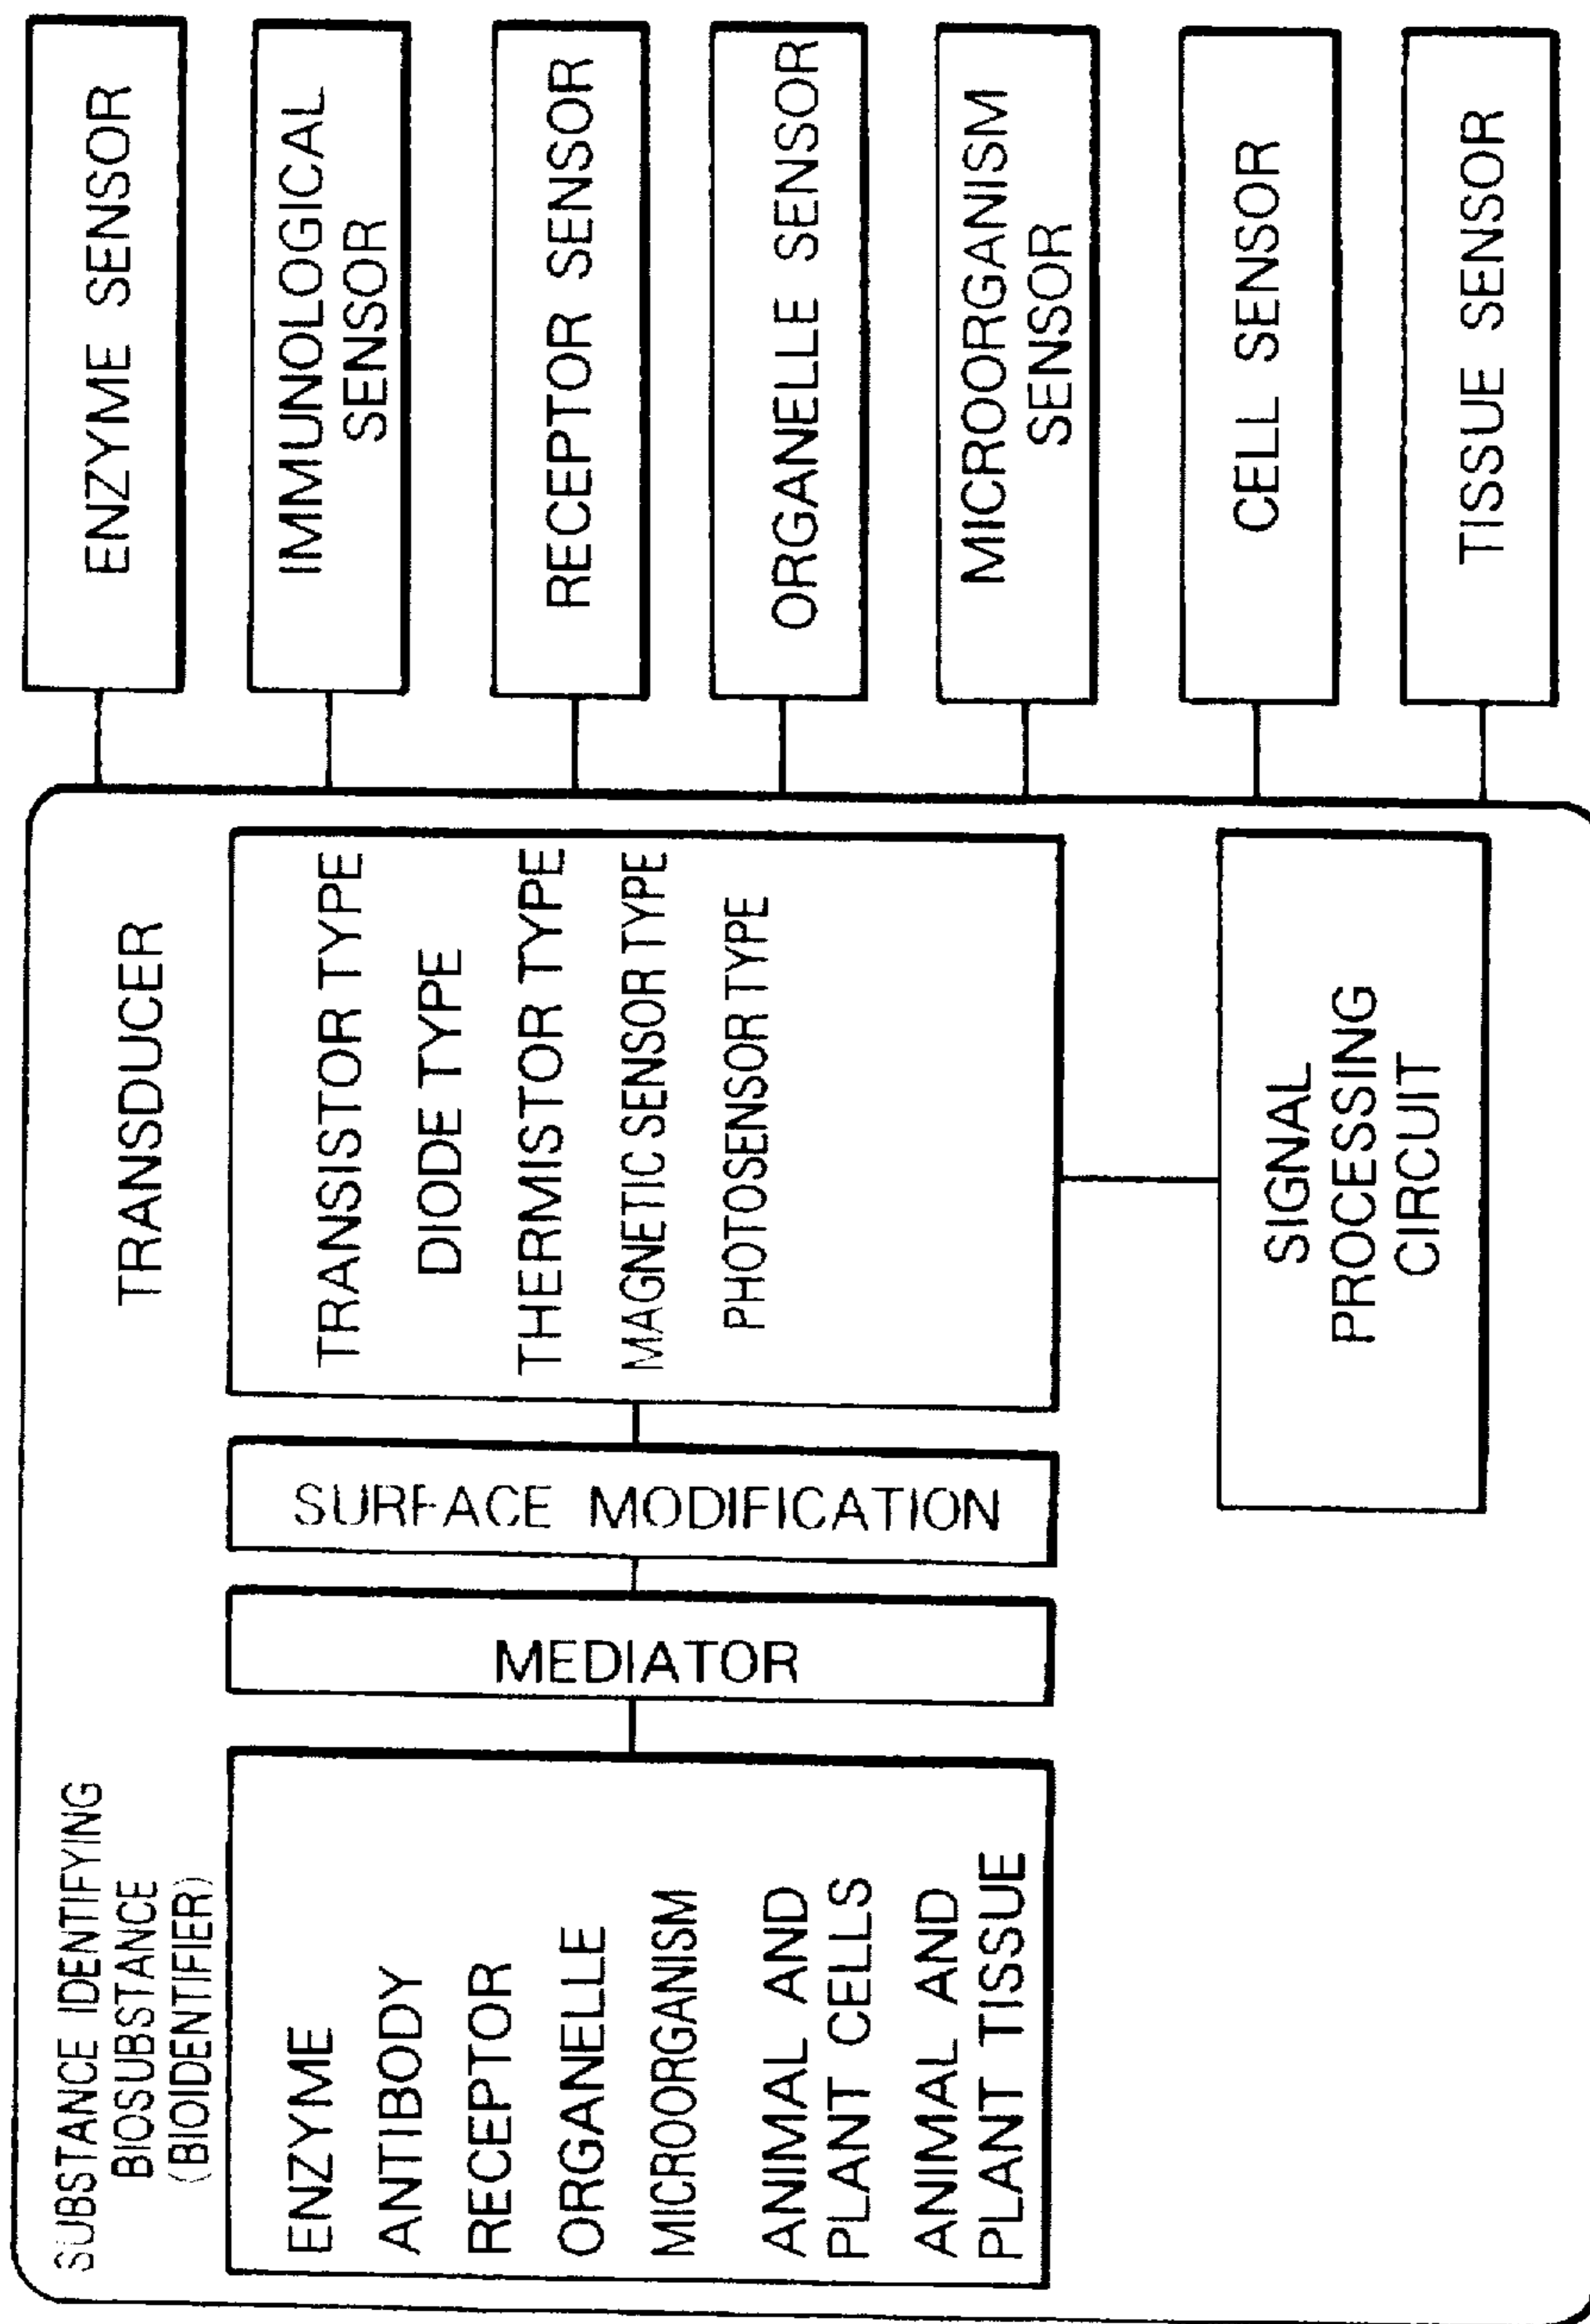 SUBSTANCE IDENTIFYING
BIOSUBSTANCE
(BIOIDENTIFIER)
ENZYME
ANTIBODY
RECEPTOR
ORGANELLE
MICROORGANISM
ANIMAL AND
PLANT CELLS
ANIMAL AND
PLANT TISSUE
MEDIATOR
SURFACE MODIFICATION
TRANSDUCER
TRANSISTOR TYPE
DIODE TYPE
THERMISTOR TYPE
MAGNETIC SENSOR TYPE
PHOTOSENSOR TYPE
SIGNAL
PROCESSING
CIRCUIT
ENZYME SENSOR
IMMUNOLOGICAL
SENSOR
RECEPTOR SENSOR
ORGANELLE SENSOR
MICROORGANISM
SENSOR
CELL SENSOR
TISSUE SENSOR